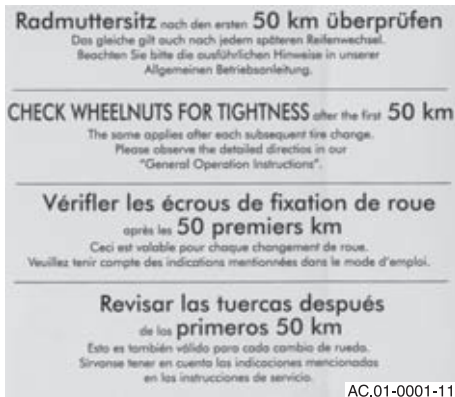 Radmuttersitz nach den ersten 50 km überprüfen
Das gleiche gilt auch nach jedem späteren Reifenwechsel.
Beachten Sie bitte die ausführlichen Hinweise in unserer
Allgemeinen Betriebsanleitung.
CHECK WHEELNUTS FOR TIGHTNESS after the first 50 km
The same applies after each subsequent tire change.
Please observe the detailed directios in our
"General Operation Instructions".
Vérifler les écrous de fixation de roue
après les 50 premiers km
Ceci est valable pour chaque changement de roue.
Veuillez tenir compte des indications mentionnées dans le mode d'emploi.
Revisar las tuercas después
de los primeros 50 km
Esto es también válido para cada cambio de rueda.
Sirvanse tener en cuenta las indicaciones mencionadas
en las instrucciones de servicio.
AC.01-0001-11